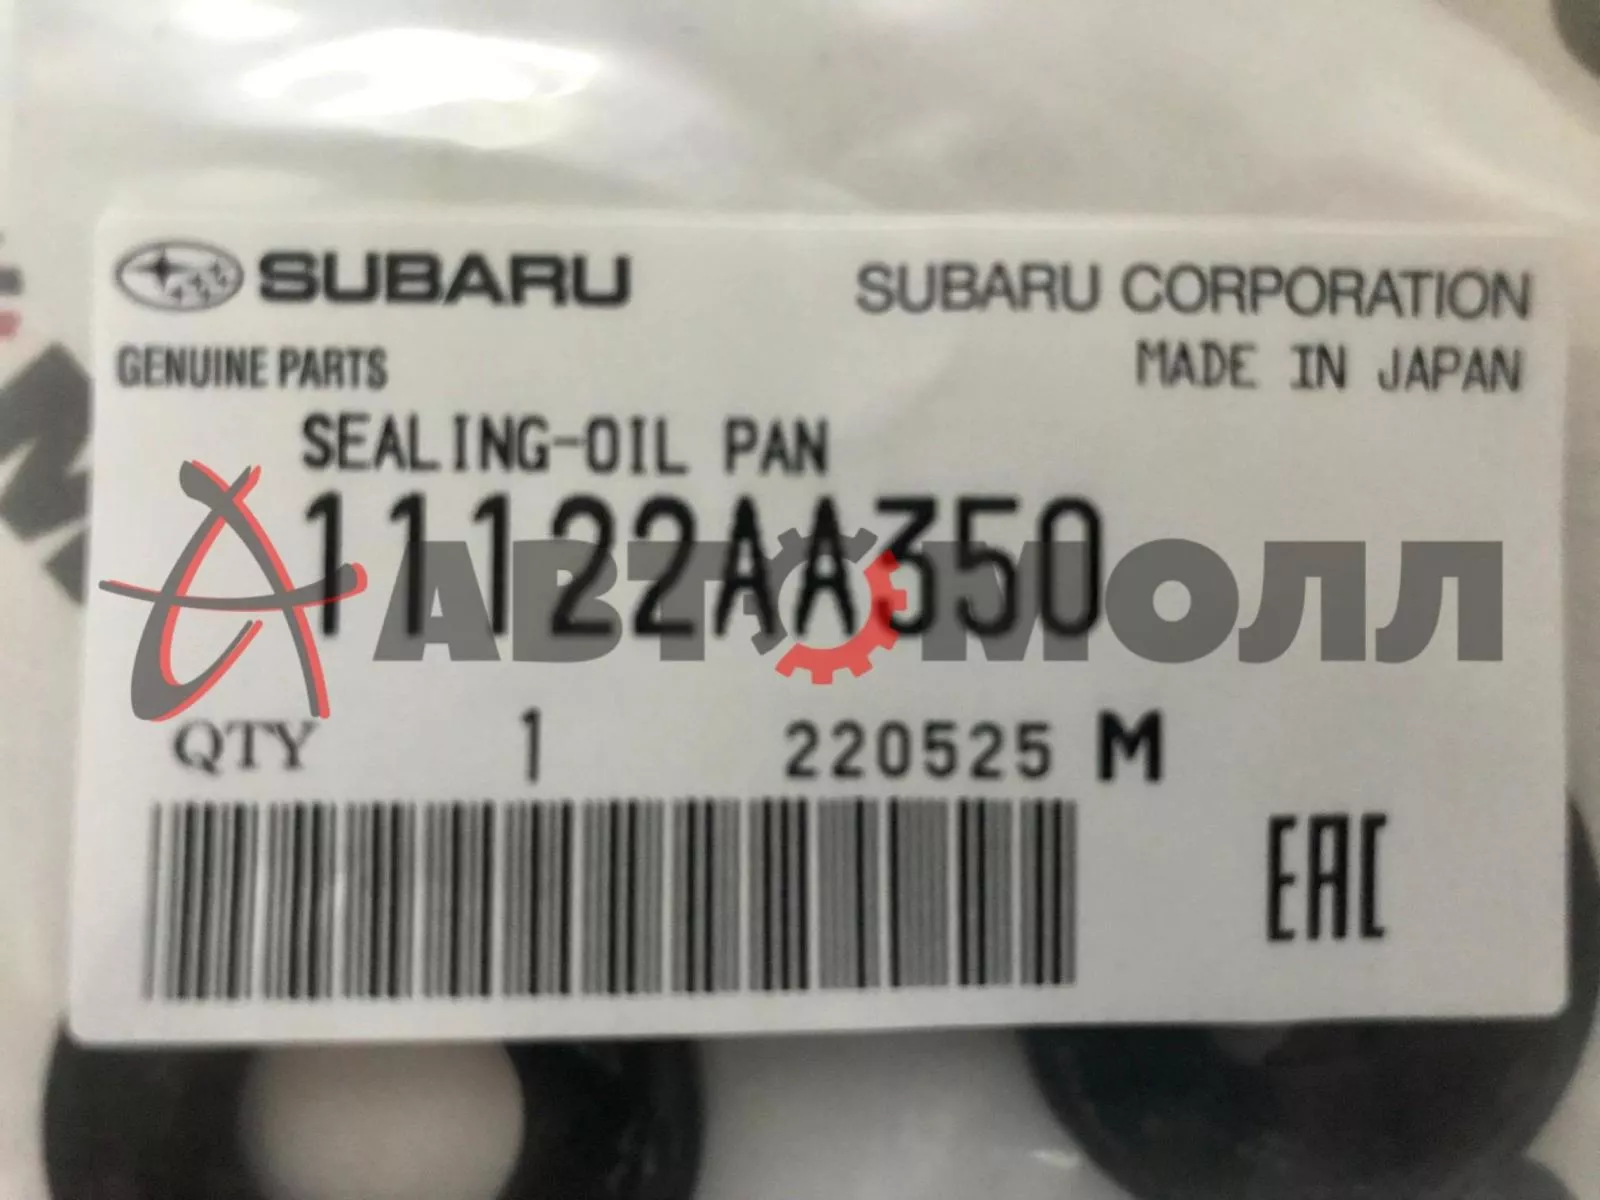 SUBARU SUBARU CORPORATION
GENUINE PARTS MADE IN JAPAN
SEALING-OIL PAN
11122AA350
АВТОМОЛЛ
QTY 1 220525 M
EAC